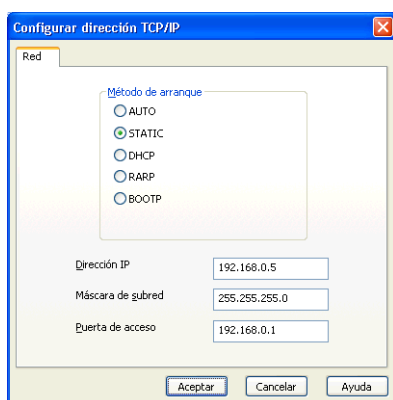 Configurar dirección TCP/IP
Red
Método de arranque
AUTO
STATIC
DHCP
RARP
BOOTP
Dirección IP 192.168.0.5
Máscara de subred 255.255.255.0
Puerta de acceso 192.168.0.1
Aceptar Cancelar Ayuda